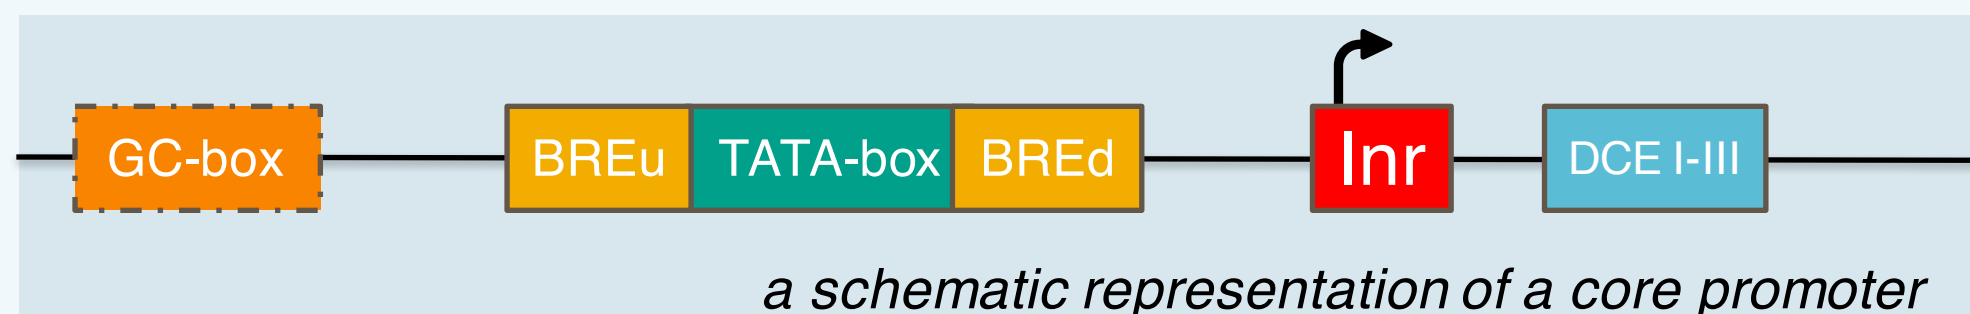 GC-box BREu TATA-box BREd Inr DCE I-III
a schematic representation of a core promoter